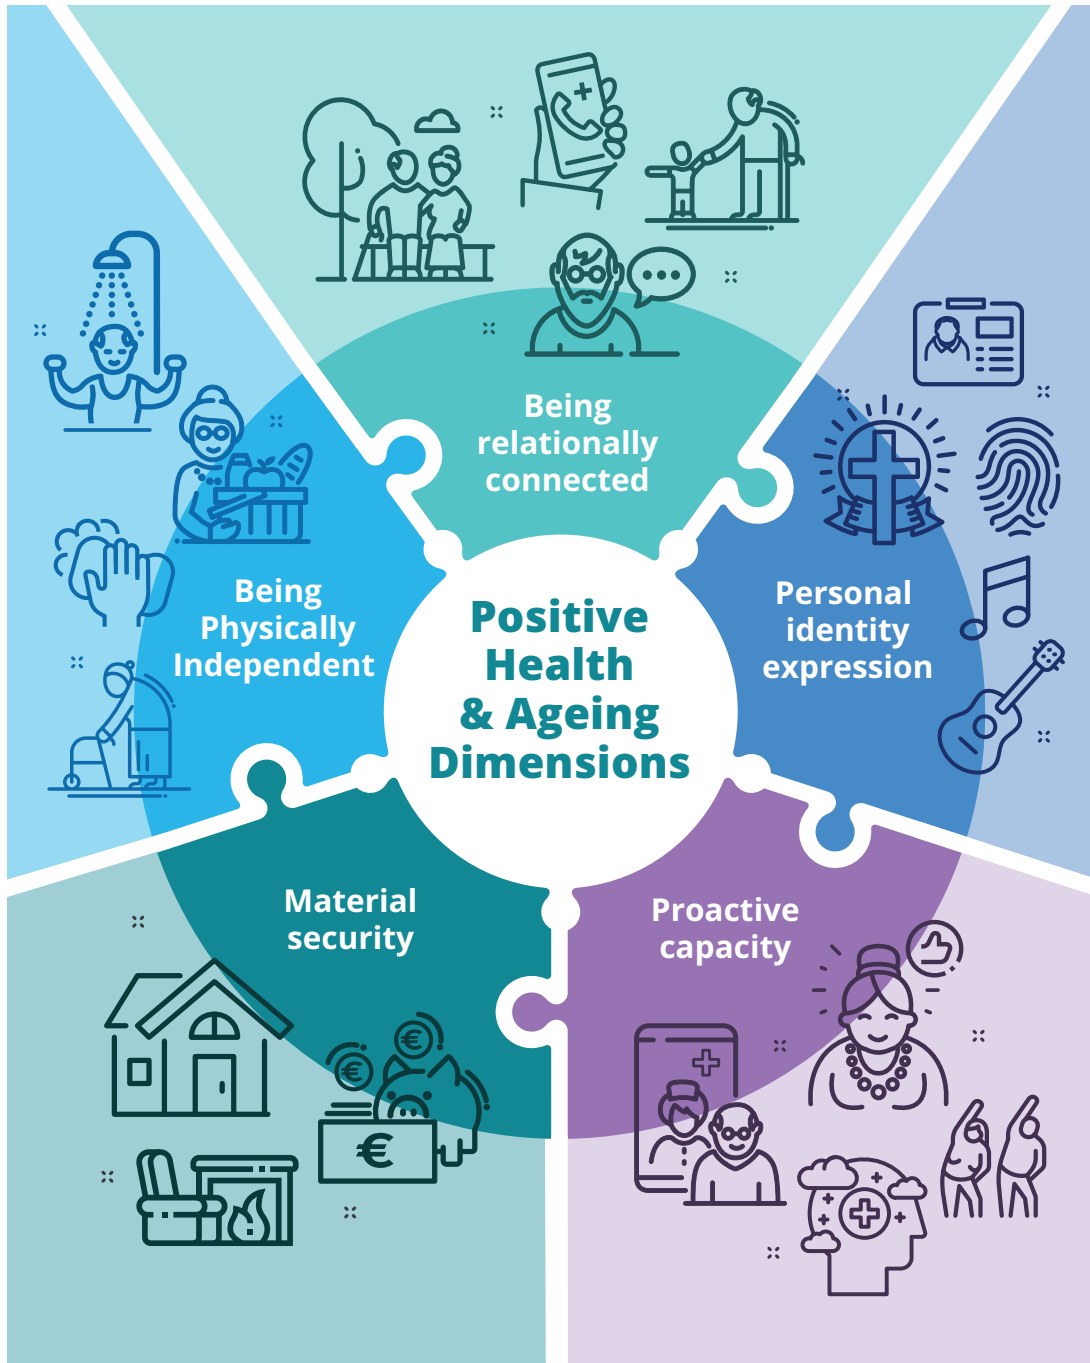 Being
relationally
connected
Being
Physically
Independent
Positive
Health
& Ageing
Dimensions
Personal
identity
expression
Material
security
€
€
€
Proactive
capacity